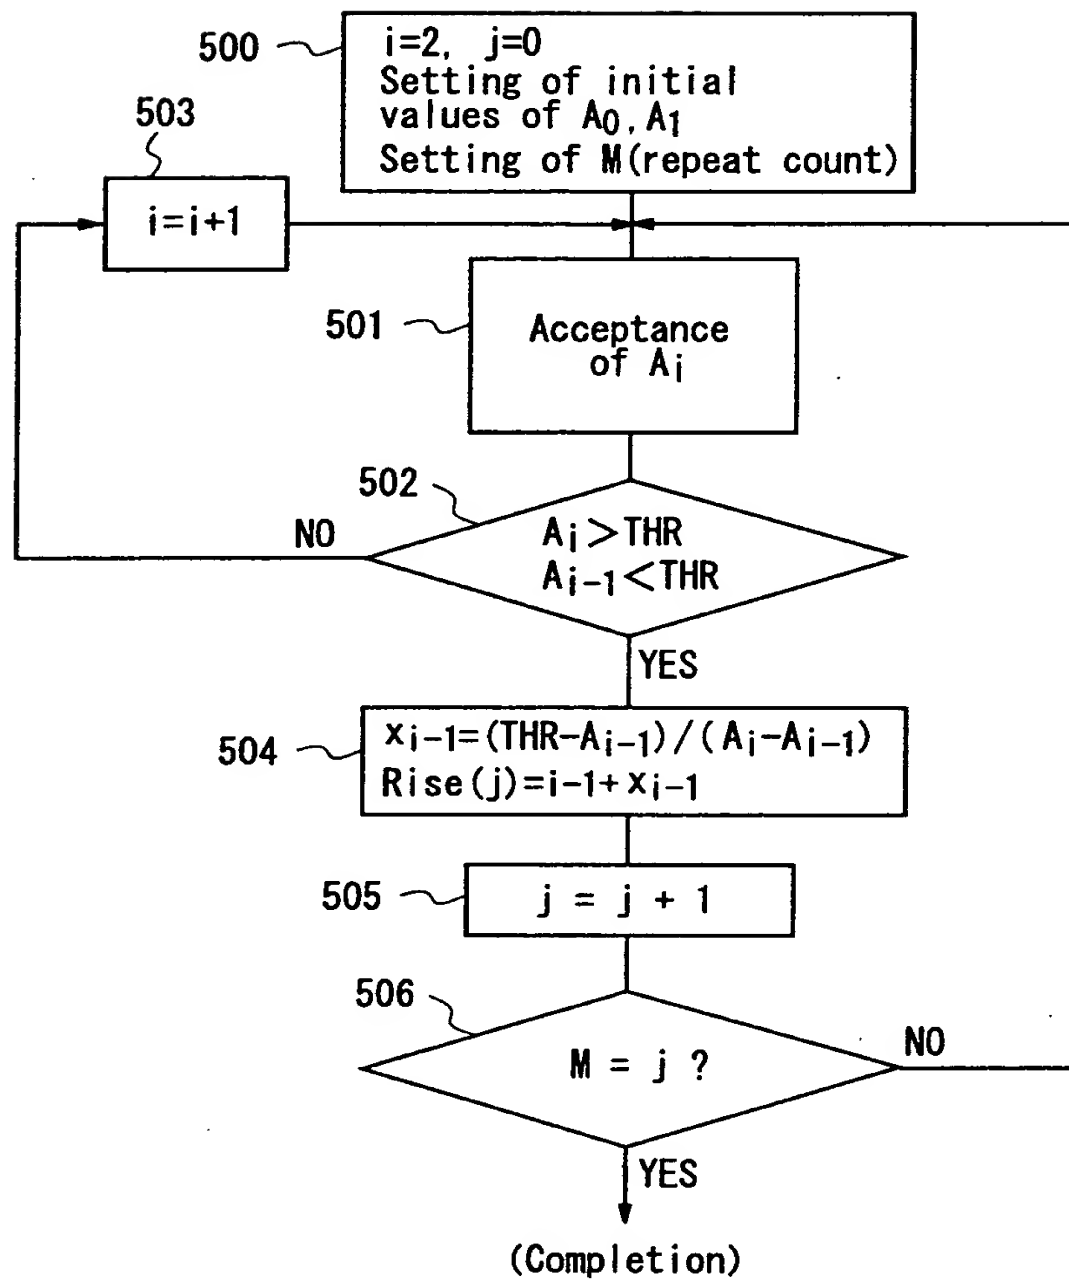 500
i=2, j=0
Setting of initial
values of A0, A1
Setting of M(repeat count)
503
i=i+1
501
Acceptance
of Ai
502
NO
Ai>THR
Ai-1<THR
YES
504
xi-1=(THR-Ai-1)/(Ai-Ai-1)
Rise(j)=i-1+xi-1
505
j = j + 1
506
M = j ?
NO
YES
(Completion)